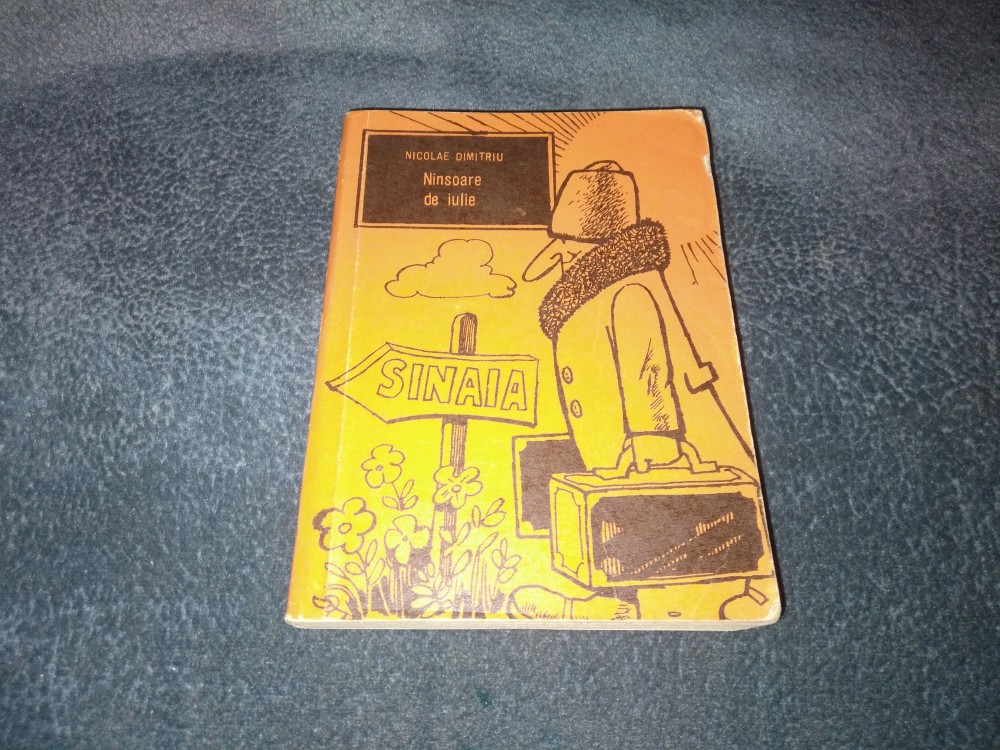 NICOLAE DIMITRIU
Ninsoare
de iulie
SINAIA